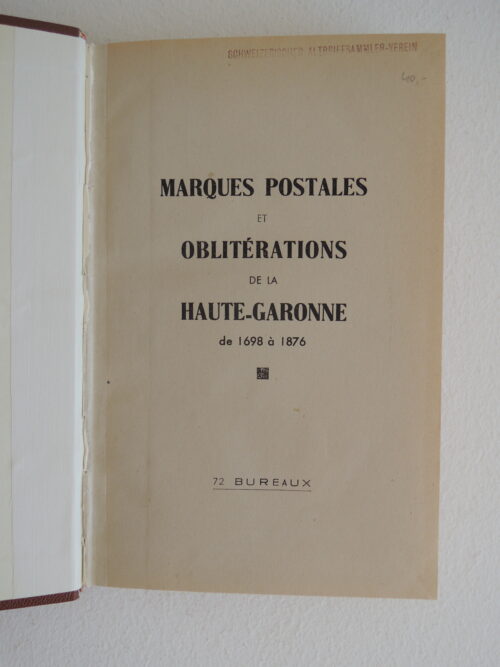 SCHWEIZERISCHER ALTBRIEFSAMMLER-VEREIN
40,-
MARQUES POSTALES
ET
OBLITÉRATIONS
DE LA
HAUTE-GARONNE
de 1698 à 1876
72 BUREAUX